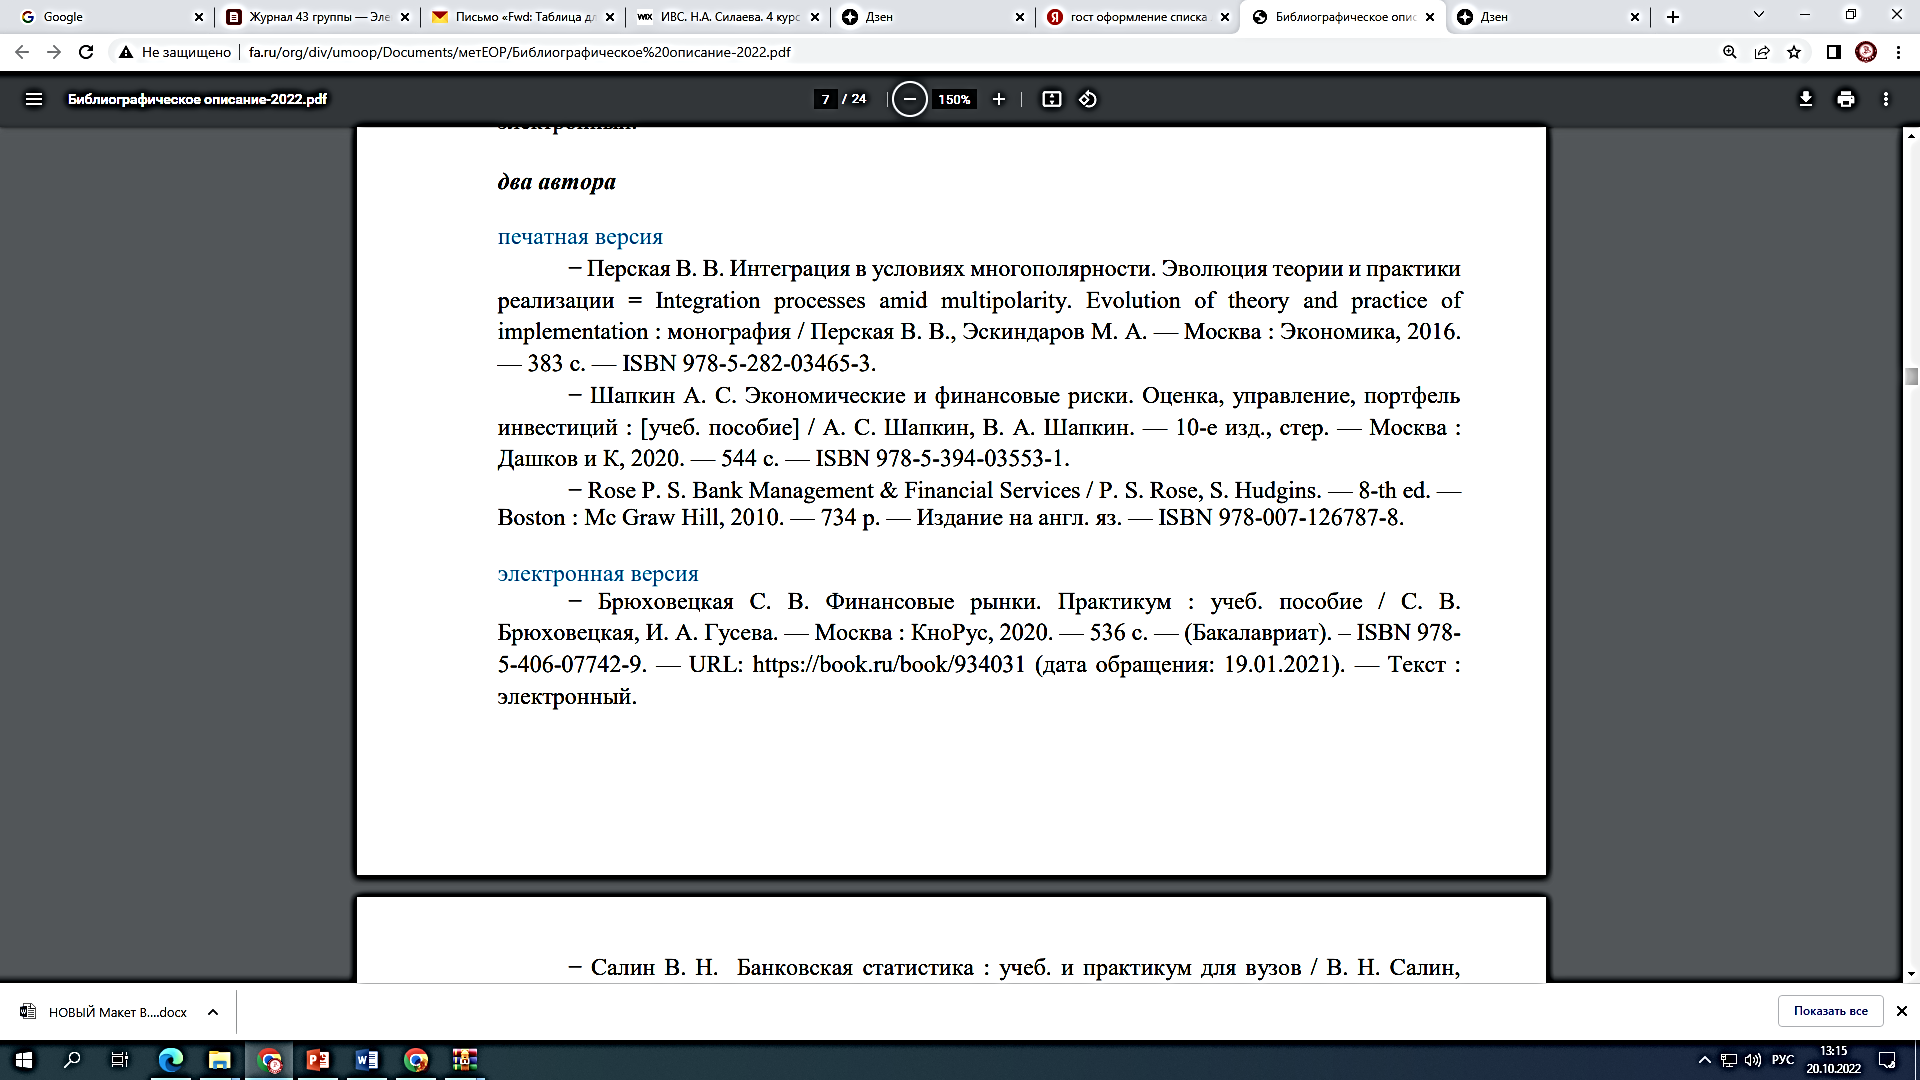 Google
Журнал 43 группы — Эле
Письмо «Fwd: Таблица дл
WIX ИВС. Н.А. Силаева. 4 курс
Дзен
гост оформление списка
Библиографическое опис
Дзен
Не защищено
fa.ru/org/div/umoop/Documents/метЕОР/Библиографическое%20описание-2022.pdf
Библиографическое описание-2022.pdf
7 / 24
150%
электронный.
два автора
печатная версия
− Перская В. В. Интеграция в условиях многополярности. Эволюция теории и практики
реализации = Integration processes amid multipolarity. Evolution of theory and practice of
implementation : монография / Перская В. В., Эскиндаров М. А. — Москва : Экономика, 2016.
— 383 с. — ISBN 978-5-282-03465-3.
− Шапкин А. С. Экономические и финансовые риски. Оценка, управление, портфель
инвестиций : [учеб. пособие] / А. С. Шапкин, В. А. Шапкин. — 10-е изд., стер. — Москва :
Дашков и К, 2020. — 544 с. — ISBN 978-5-394-03553-1.
− Rose P. S. Bank Management & Financial Services / P. S. Rose, S. Hudgins. — 8-th ed. —
Boston : Mc Graw Hill, 2010. — 734 p. — Издание на англ. яз. — ISBN 978-007-126787-8.
электронная версия
− Брюховецкая С. В. Финансовые рынки. Практикум : учеб. пособие / С. В.
Брюховецкая, И. А. Гусева. — Москва : КноРус, 2020. — 536 с. — (Бакалавриат). – ISBN 978-
5-406-07742-9. — URL: https://book.ru/book/934031 (дата обращения: 19.01.2021). — Текст :
электронный.
− Салин В. Н. Банковская статистика : учеб. и практикум для вузов / В. Н. Салин,
НОВЫЙ Макет В....docx
Показать все
РУС
13:15
20.10.2022